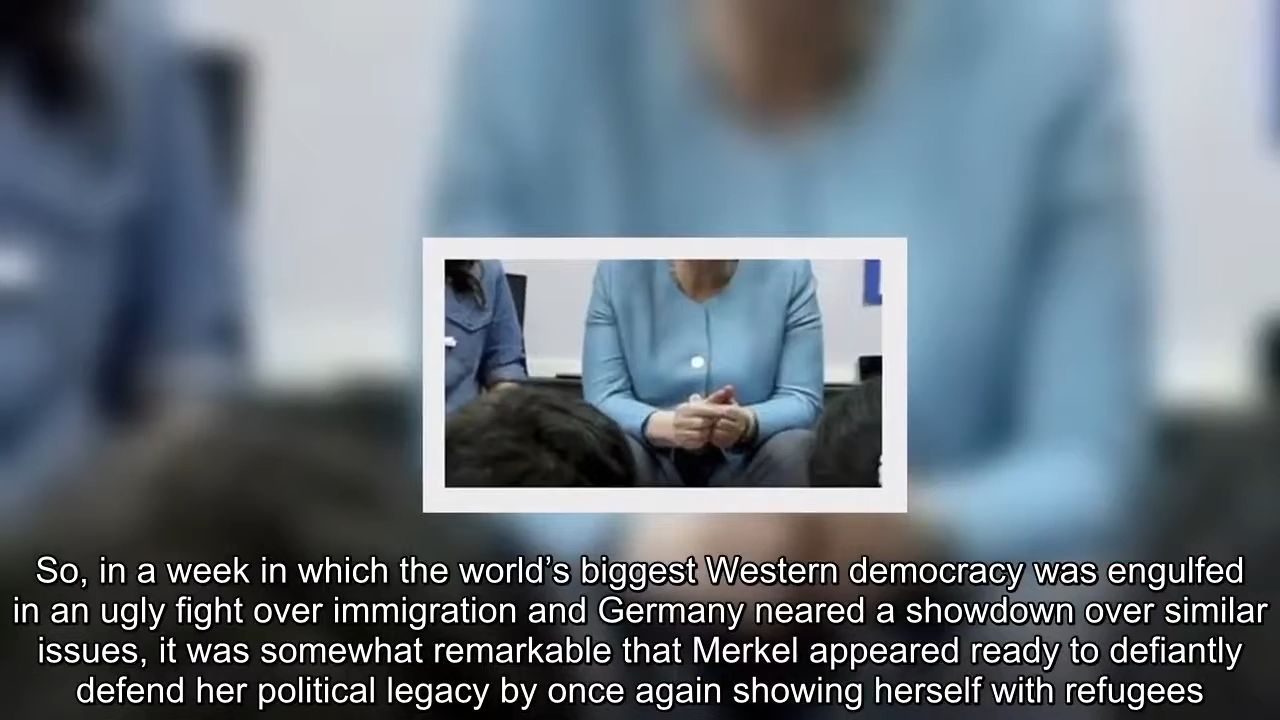 So, in a week in which the world’s biggest Western democracy was engulfed
in an ugly fight over immigration and Germany neared a showdown over similar
issues, it was somewhat remarkable that Merkel appeared ready to defiantly
defend her political legacy by once again showing herself with refugees